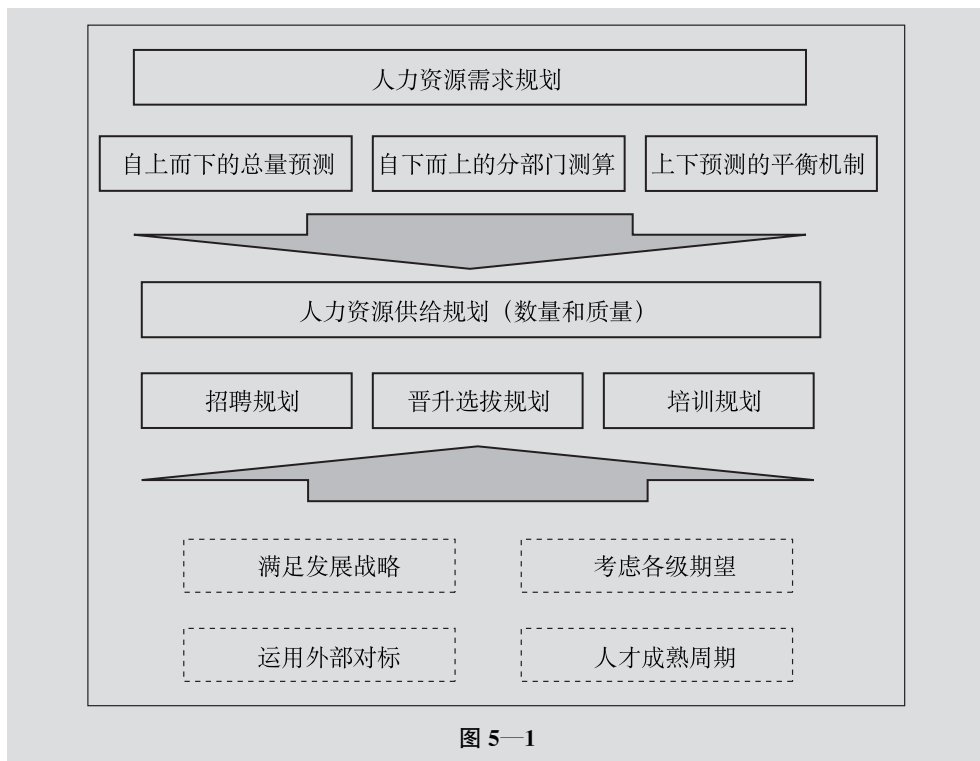 人力资源需求规划
自上而下的总量预测
自下而上的分部门测算
上下预测的平衡机制
人力资源供给规划（数量和质量）
招聘规划
晋升选拔规划
培训规划
满足发展战略
考虑各级期望
运用外部对标
人才成熟周期
图 5—1